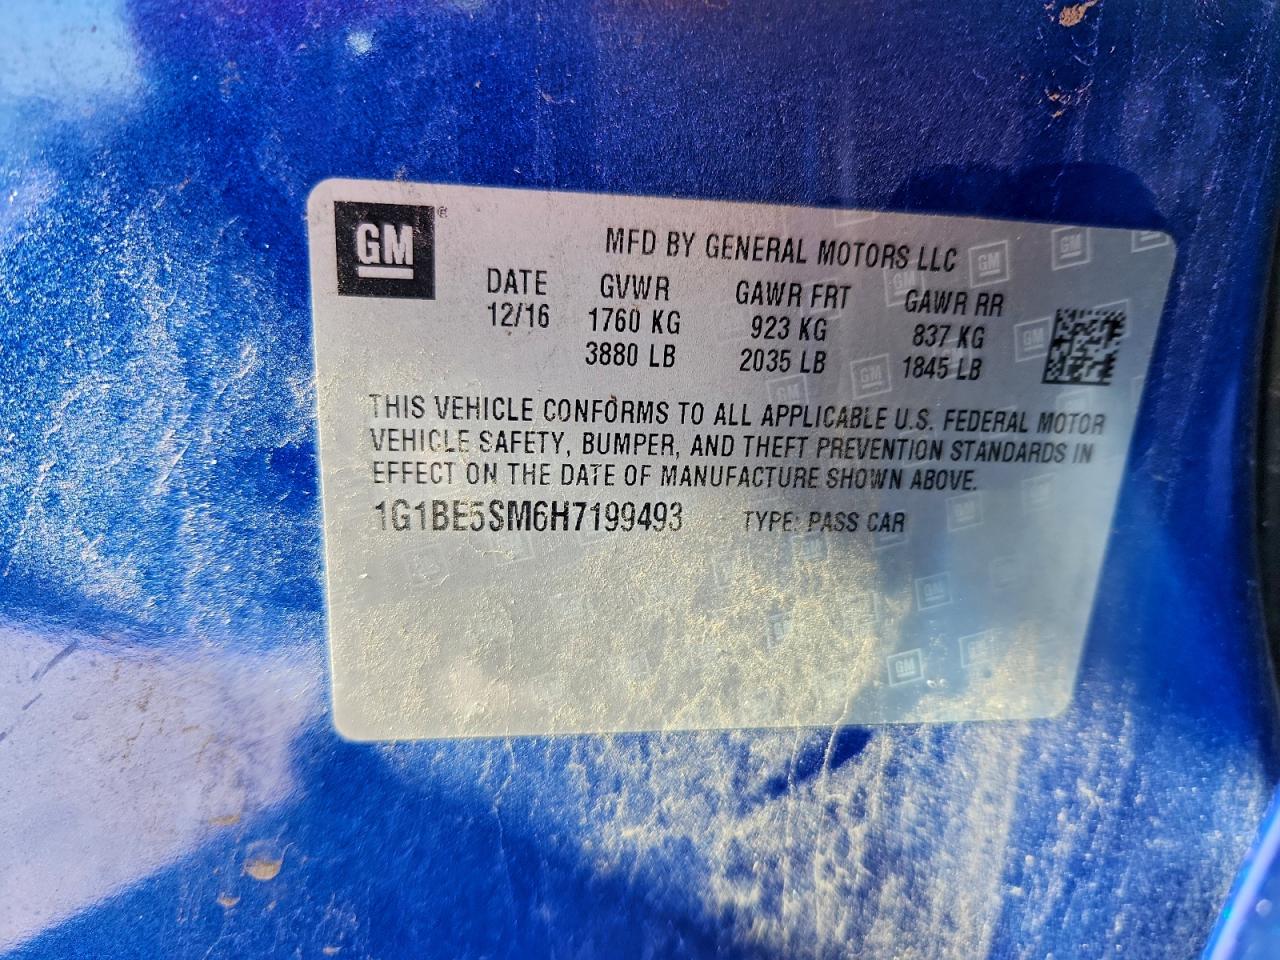 GM
MFD BY GENERAL MOTORS LLC
DATE GVWR GAWR FRT GAWR RR
12/16 1760 KG 923 KG 837 KG
3880 LB 2035 LB 1845 LB
THIS VEHICLE CONFORMS TO ALL APPLICABLE U.S. FEDERAL MOTOR
VEHICLE SAFETY, BUMPER, AND THEFT PREVENTION STANDARDS IN
EFFECT ON THE DATE OF MANUFACTURE SHOWN ABOVE.
1G1BE5SM6H7199493 TYPE: PASS CAR